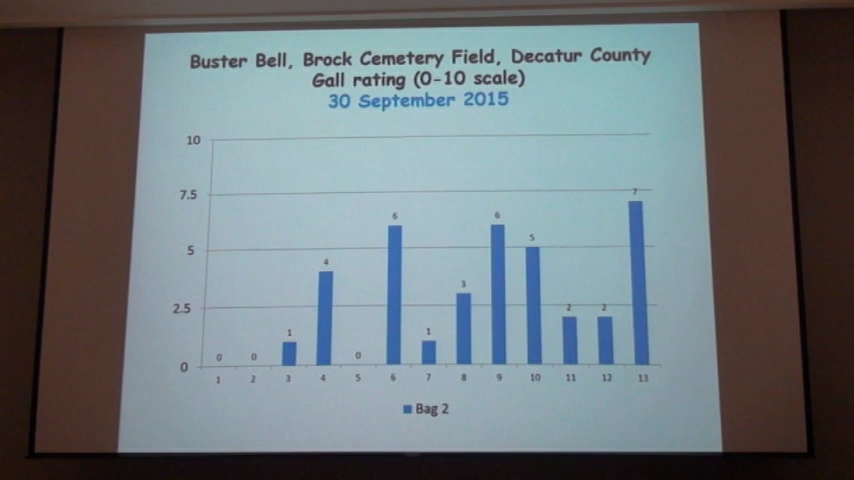 Buster Bell, Brock Cemetery Field, Decatur County
Gall rating (0-10 scale)
30 September 2015
10
7.5
5
2.5
0
0 0 1 4 0 6 1 3 6 5 2 2 7
1 2 3 4 5 6 7 8 9 10 11 12 13
Bag 2